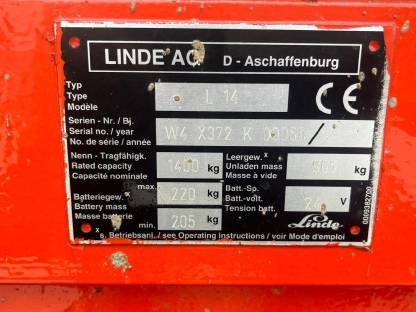 LINDE AG D - Aschaffenburg
Typ
Type L 14
Modèle
CE
Serien - Nr. / Bj.
Serial no. / year W4 X372 K
No. de série / année
Nenn - Tragfähigk.
Rated capacity 1400 kg
Capacité nominale
Leergew. x
Unladen mass kg
Masse à vide
Batteriegew. x max. 220 kg
Battery mass
Masse batterie min. 205 kg
Batt.-Sp.
Batt.-volt. 24 V
Tension batt.
Linde
x s. Betriebsanl. / see Operating instructions / voir Mode d'emploi
0009382700